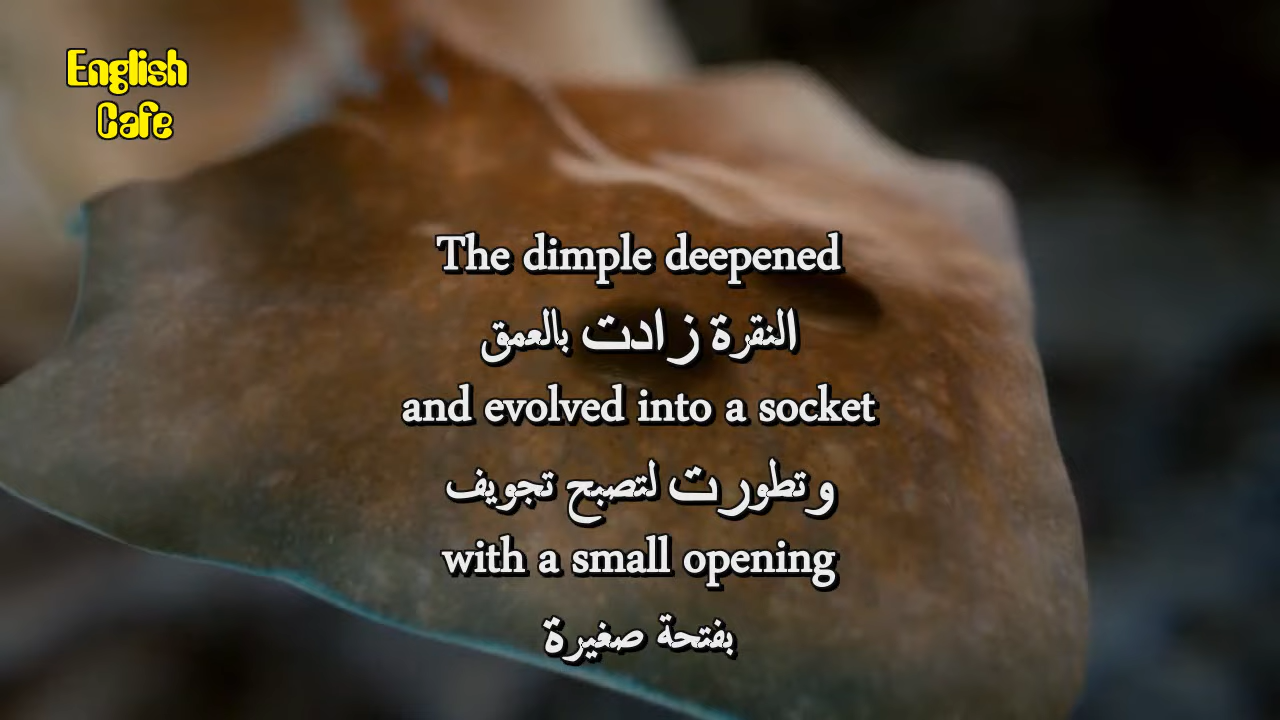 English
Cafe
The dimple deepened
النقرة زادت بالعمق
and evolved into a socket
وتطورت لتصبح تجويف
with a small opening
بفتحة صغيرة